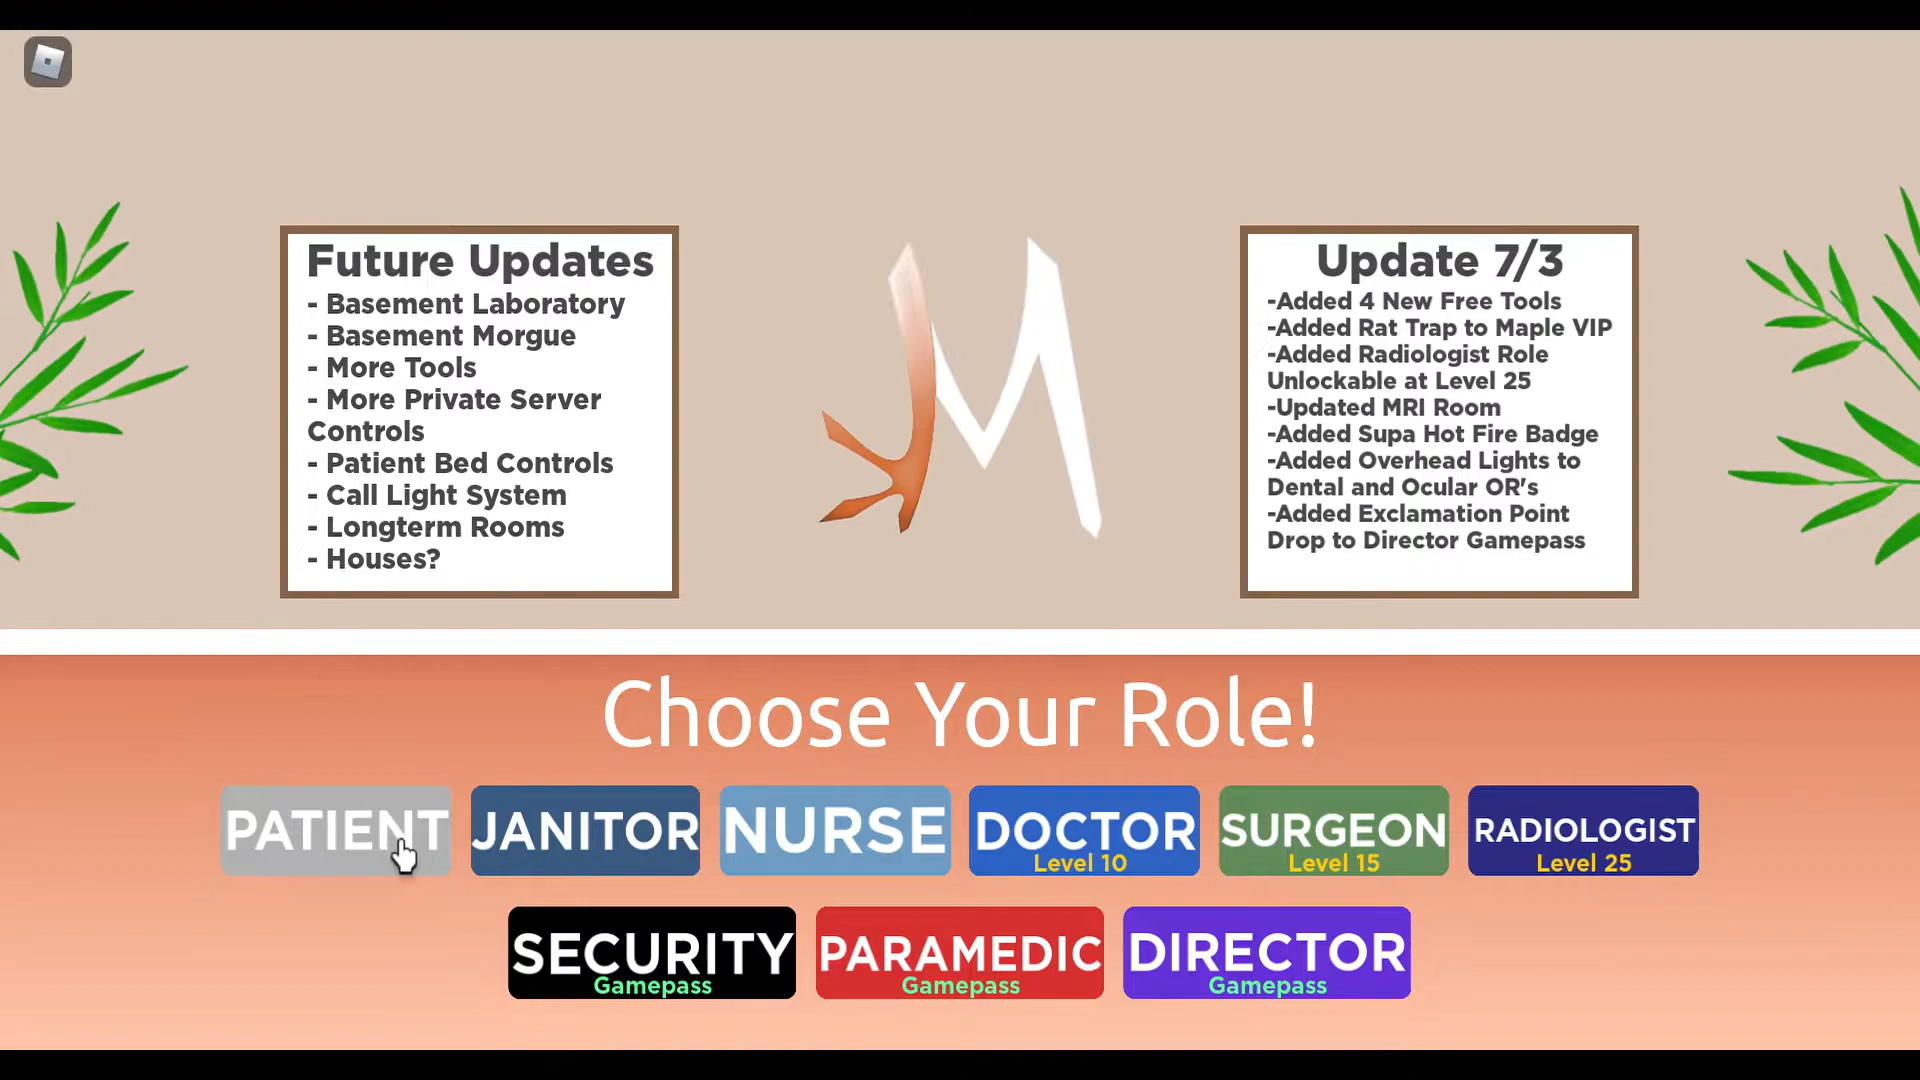 Future Updates
- Basement Laboratory
- Basement Morgue
- More Tools
- More Private Server
Controls
- Patient Bed Controls
- Call Light System
- Longterm Rooms
- Houses?
M
Update 7/3
-Added 4 New Free Tools
-Added Rat Trap to Maple VIP
-Added Radiologist Role
Unlockable at Level 25
-Updated MRI Room
-Added Supa Hot Fire Badge
-Added Overhead Lights to
Dental and Ocular OR's
-Added Exclamation Point
Drop to Director Gamepass
Choose Your Role!
PATIENT
JANITOR
NURSE
DOCTOR
Level 10
SURGEON
Level 15
RADIOLOGIST
Level 25
SECURITY
Gamepass
PARAMEDIC
Gamepass
DIRECTOR
Gamepass